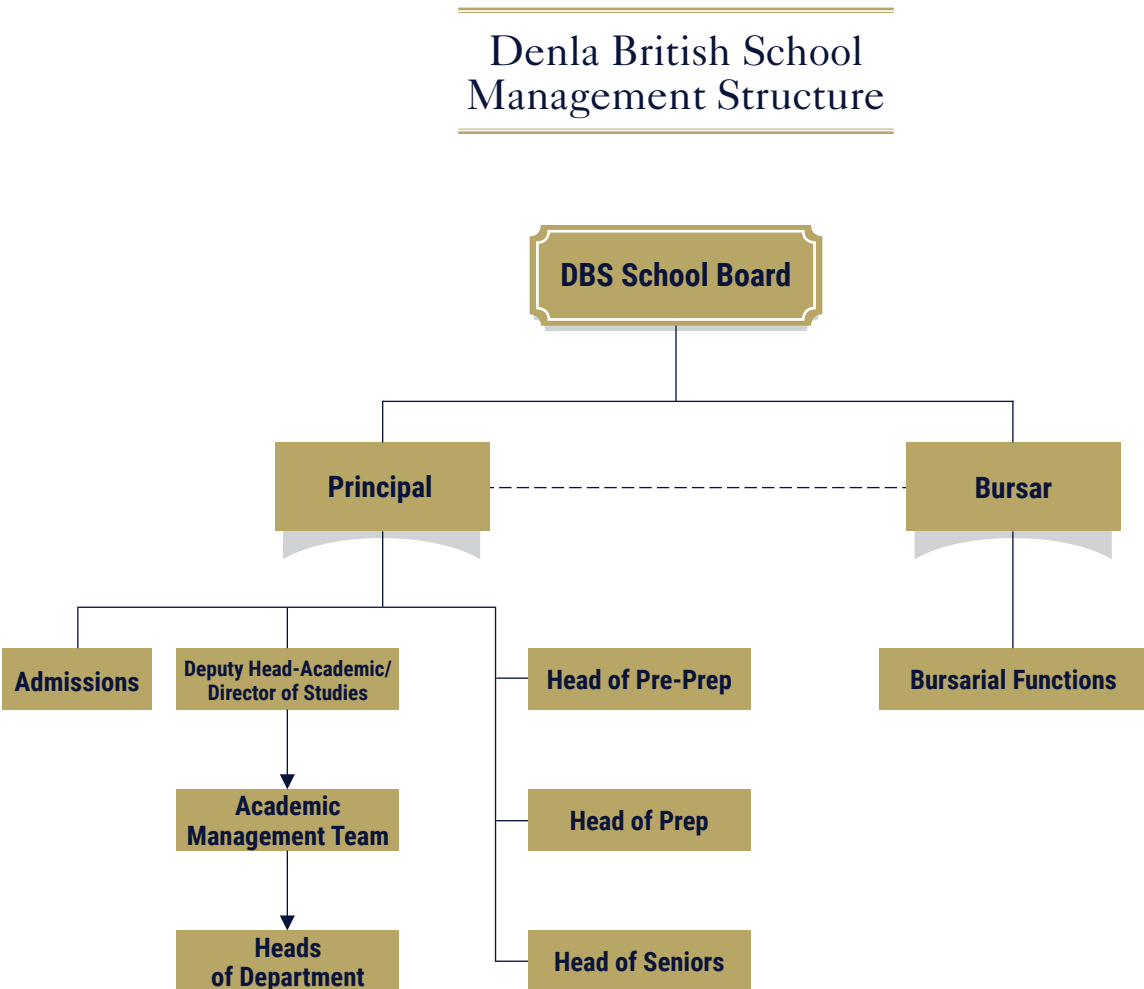 Denla British School
Management Structure
DBS School Board
Principal
Bursar
Admissions
Deputy Head-Academic/
Director of Studies
Head of Pre-Prep
Bursarial Functions
Academic
Management Team
Head of Prep
Heads
of Department
Head of Seniors